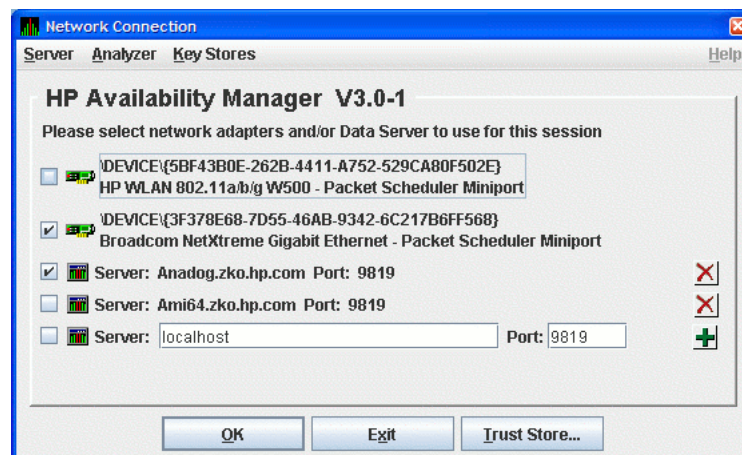 Network Connection
Server Analyzer Key Stores Help
HP Availability Manager V3.0-1
Please select network adapters and/or Data Server to use for this session
\DEVICE\{5BF43B0E-262B-4411-A752-529CA80F502E}
HP WLAN 802.11a/b/g W500 - Packet Scheduler Miniport
\DEVICE\{3F378E68-7D55-46AB-9342-6C217B6FF568}
Broadcom NetXtreme Gigabit Ethernet - Packet Scheduler Miniport
Server: Anadog.zko.hp.com Port: 9819
Server: Ami64.zko.hp.com Port: 9819
Server: localhost Port: 9819
OK Exit Trust Store...